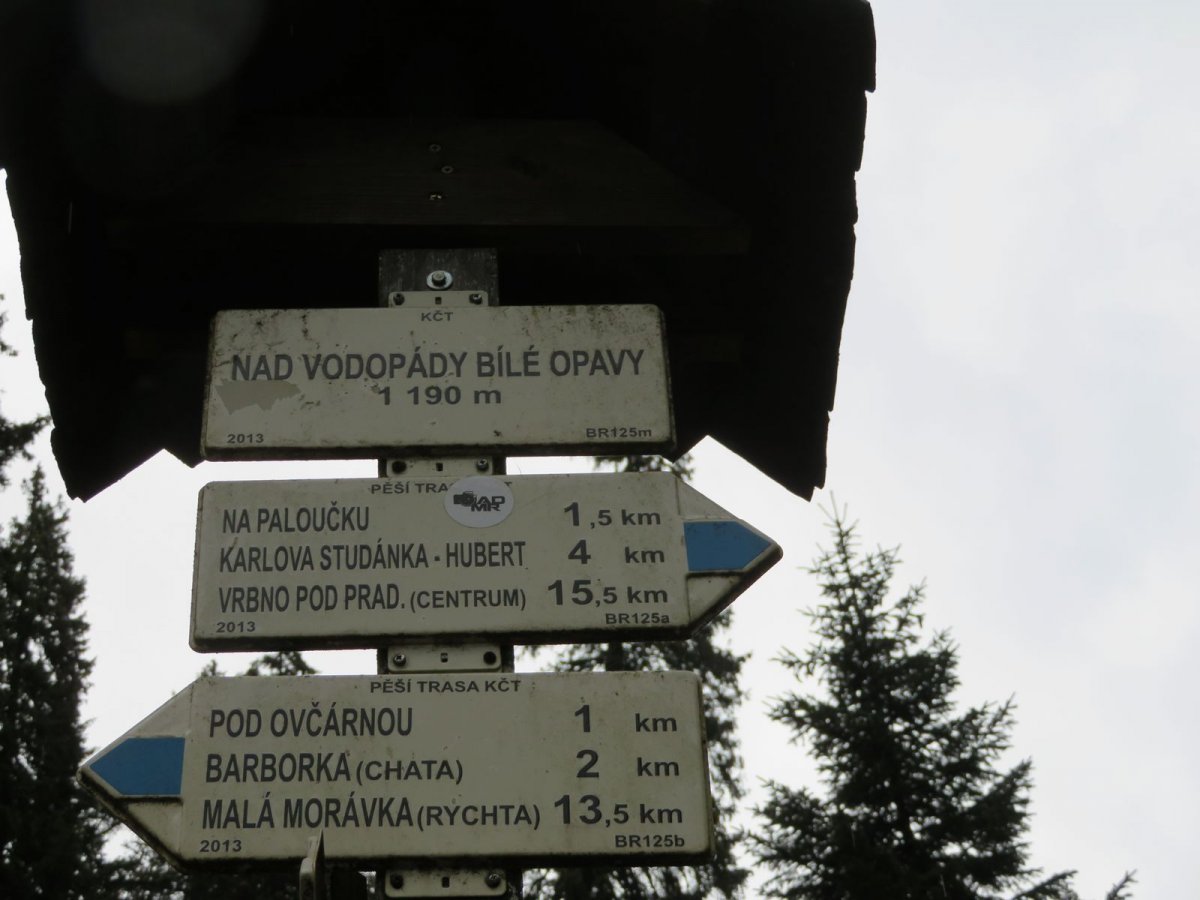 KČT
NAD VODOPÁDY BÍLÉ OPAVY
1 190 m
2013 BR125m
PĚŠÍ
NA PALOUČKU 1,5 km
KARLOVA STUDÁNKA - HUBERT 4 km
VRBNO POD PRAD. (CENTRUM) 15,5 km
2013 BR125a
PĚŠÍ TRASA KČT
POD OVČÁRNOU 1 km
BARBORKA (CHATA) 2 km
MALÁ MORÁVKA (RYCHTA) 13,5 km
2013 BR125b